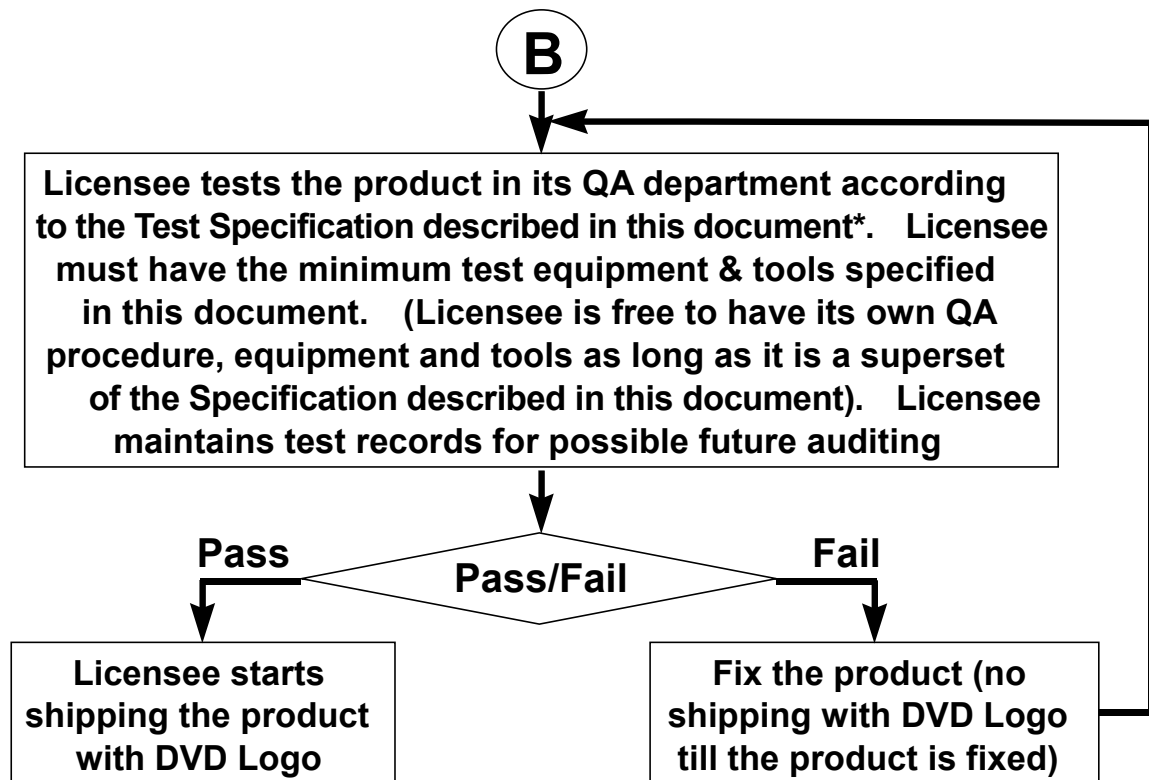 B
Licensee tests the product in its QA department according
to the Test Specification described in this document*. Licensee
must have the minimum test equipment & tools specified
in this document. (Licensee is free to have its own QA
procedure, equipment and tools as long as it is a superset
of the Specification described in this document). Licensee
maintains test records for possible future auditing
Pass
Fail
Pass/Fail
Licensee starts
shipping the product
with DVD Logo
Fix the product (no
shipping with DVD Logo
till the product is fixed)